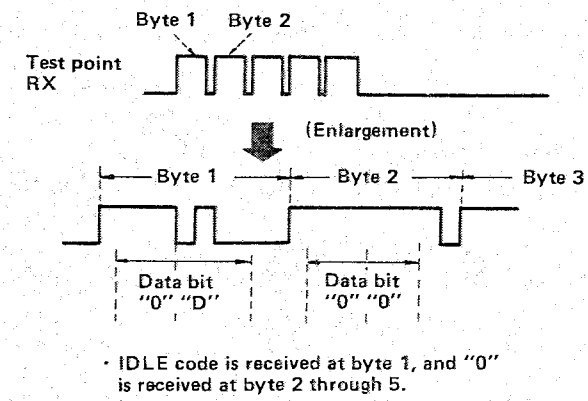 Byte 1 Byte 2
Test point
RX
(Enlargement)
Byte 1 Byte 2 Byte 3
Data bit Data bit
"0" "D" "0" "0"
· IDLE code is received at byte 1, and "0"
is received at byte 2 through 5.